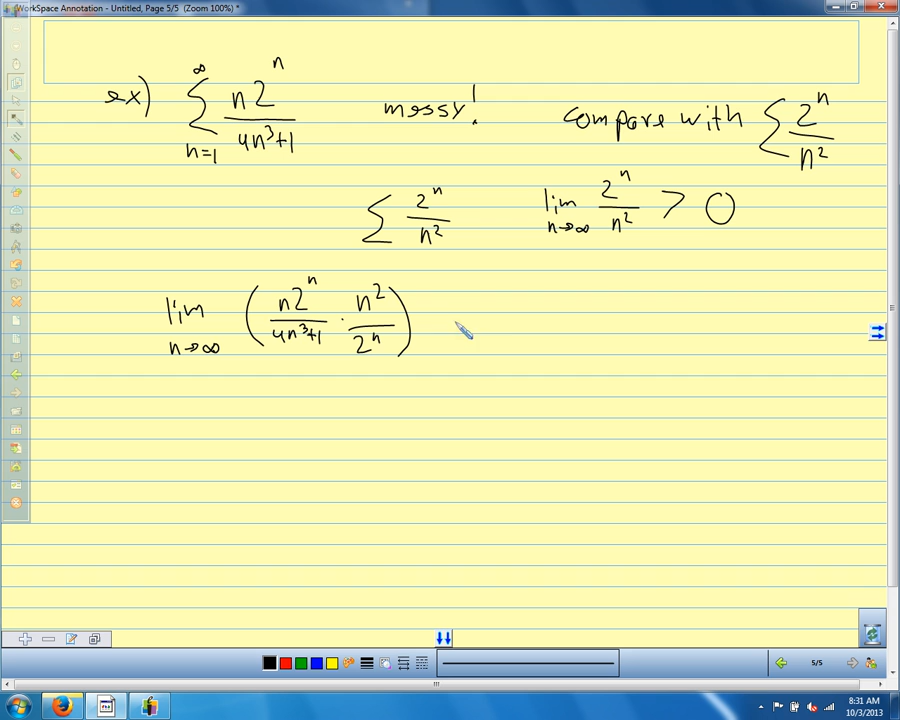 WorkSpace Annotation - Untitled, Page 5/5 (Zoom 100%) *
ex) ∞ ∑ n=1 n2^n / 4n^3+1 messy! compare with ∑ 2^n / n^2
∑ 2^n / n^2 lim n→∞ 2^n / n^2 > 0
lim n→∞ ( n2^n / 4n^3+1 · n^2 / 2^n )
5/5
8:31 AM
10/3/2013